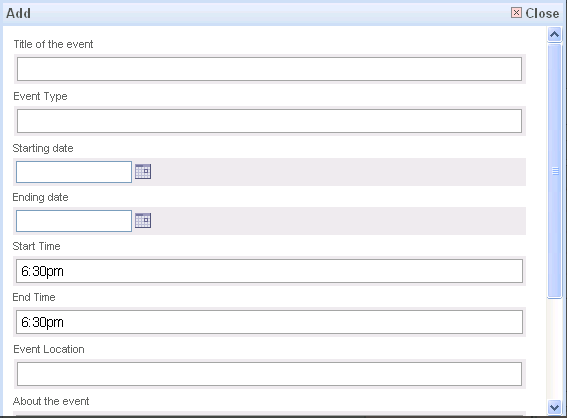 Add
Close
Title of the event
Event Type
Starting date
Ending date
Start Time
6:30pm
End Time
6:30pm
Event Location
About the event